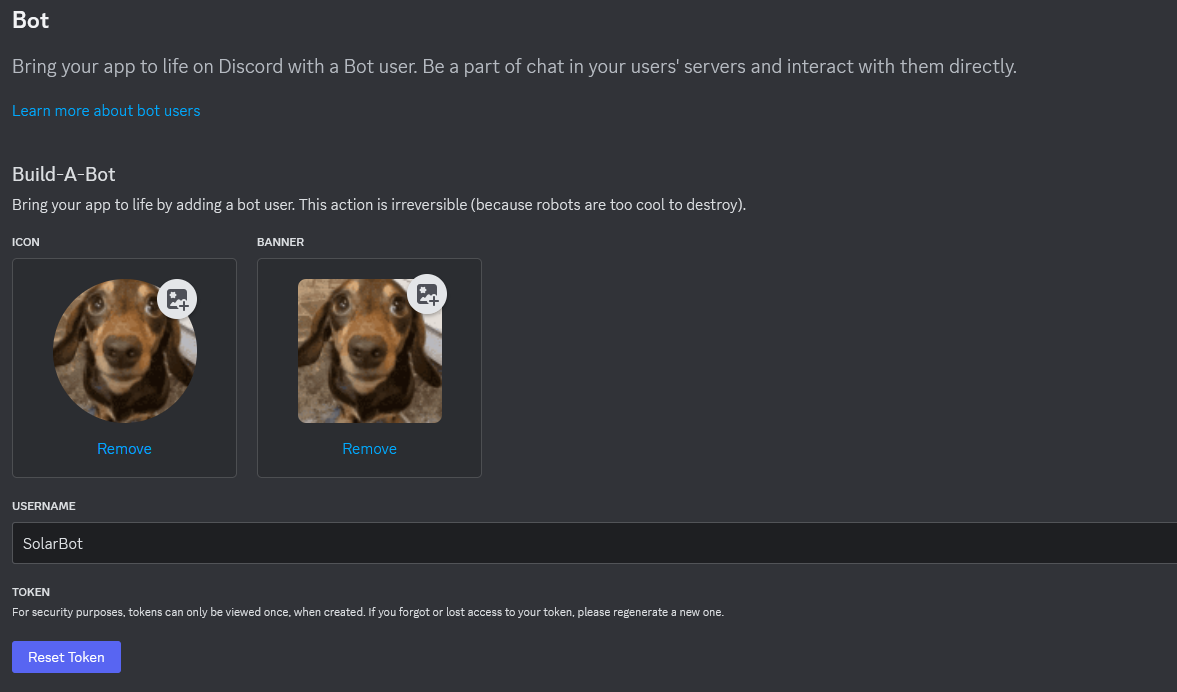 Bot
Bring your app to life on Discord with a Bot user. Be a part of chat in your users' servers and interact with them directly.
Learn more about bot users
Build-A-Bot
Bring your app to life by adding a bot user. This action is irreversible (because robots are too cool to destroy).
ICON
BANNER
Remove
Remove
USERNAME
SolarBot
TOKEN
For security purposes, tokens can only be viewed once, when created. If you forgot or lost access to your token, please regenerate a new one.
Reset Token